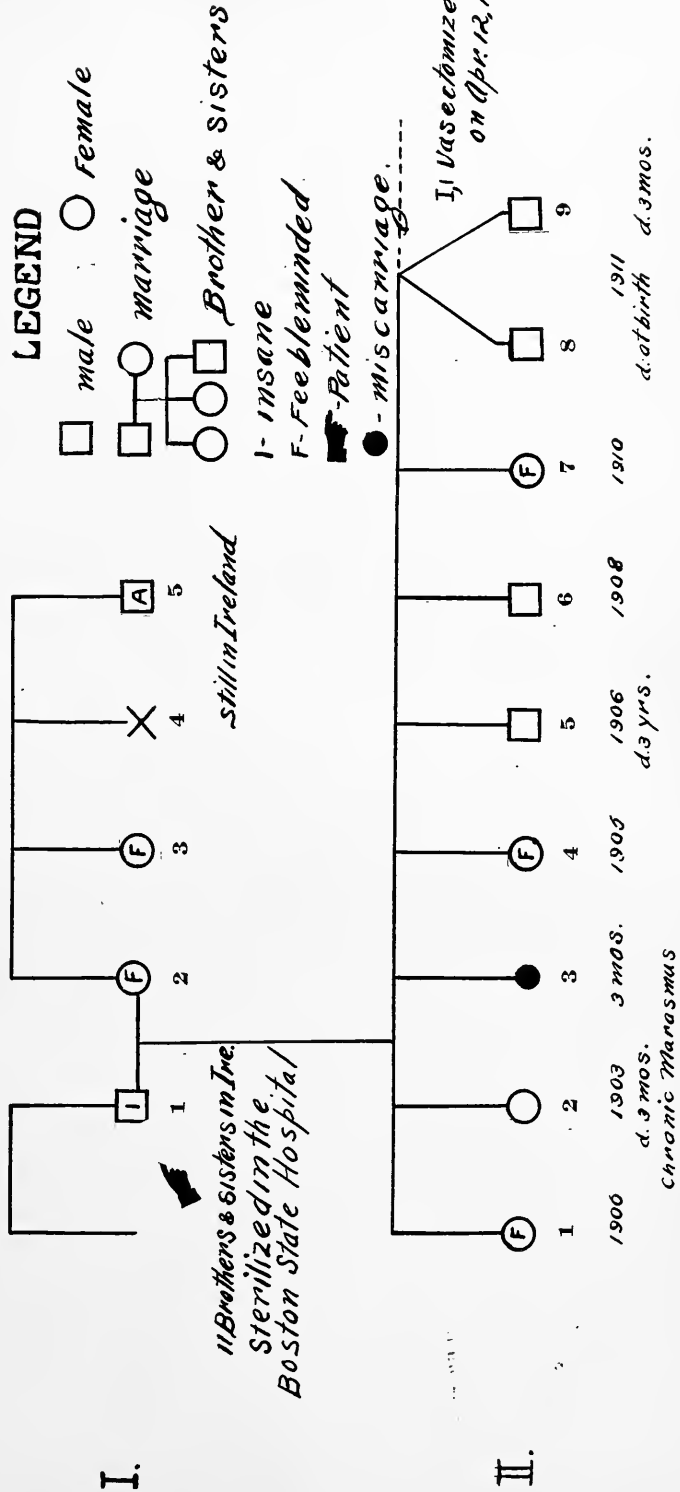 LEGEND
male
Female
marriage
Brother & Sisters
I - insane
F - Feebleminded
- Patient
- miscarriage.
I.
I
F
F
X
A
1
2
3
4
5
11 Brothers & Sisters in Ire.
Sterilized in the
Boston State Hospital
still in Ireland
I,1 Vasectomize
on Apr. 12, 1
II.
F
F
F
1
2
3
4
5
6
7
8
9
1900
1903
3 mos.
1905
1906
1908
1910
1911
d. 3 mos.
d. 3 yrs.
d. at birth
d. 3 mos.
Chronic Marasmus